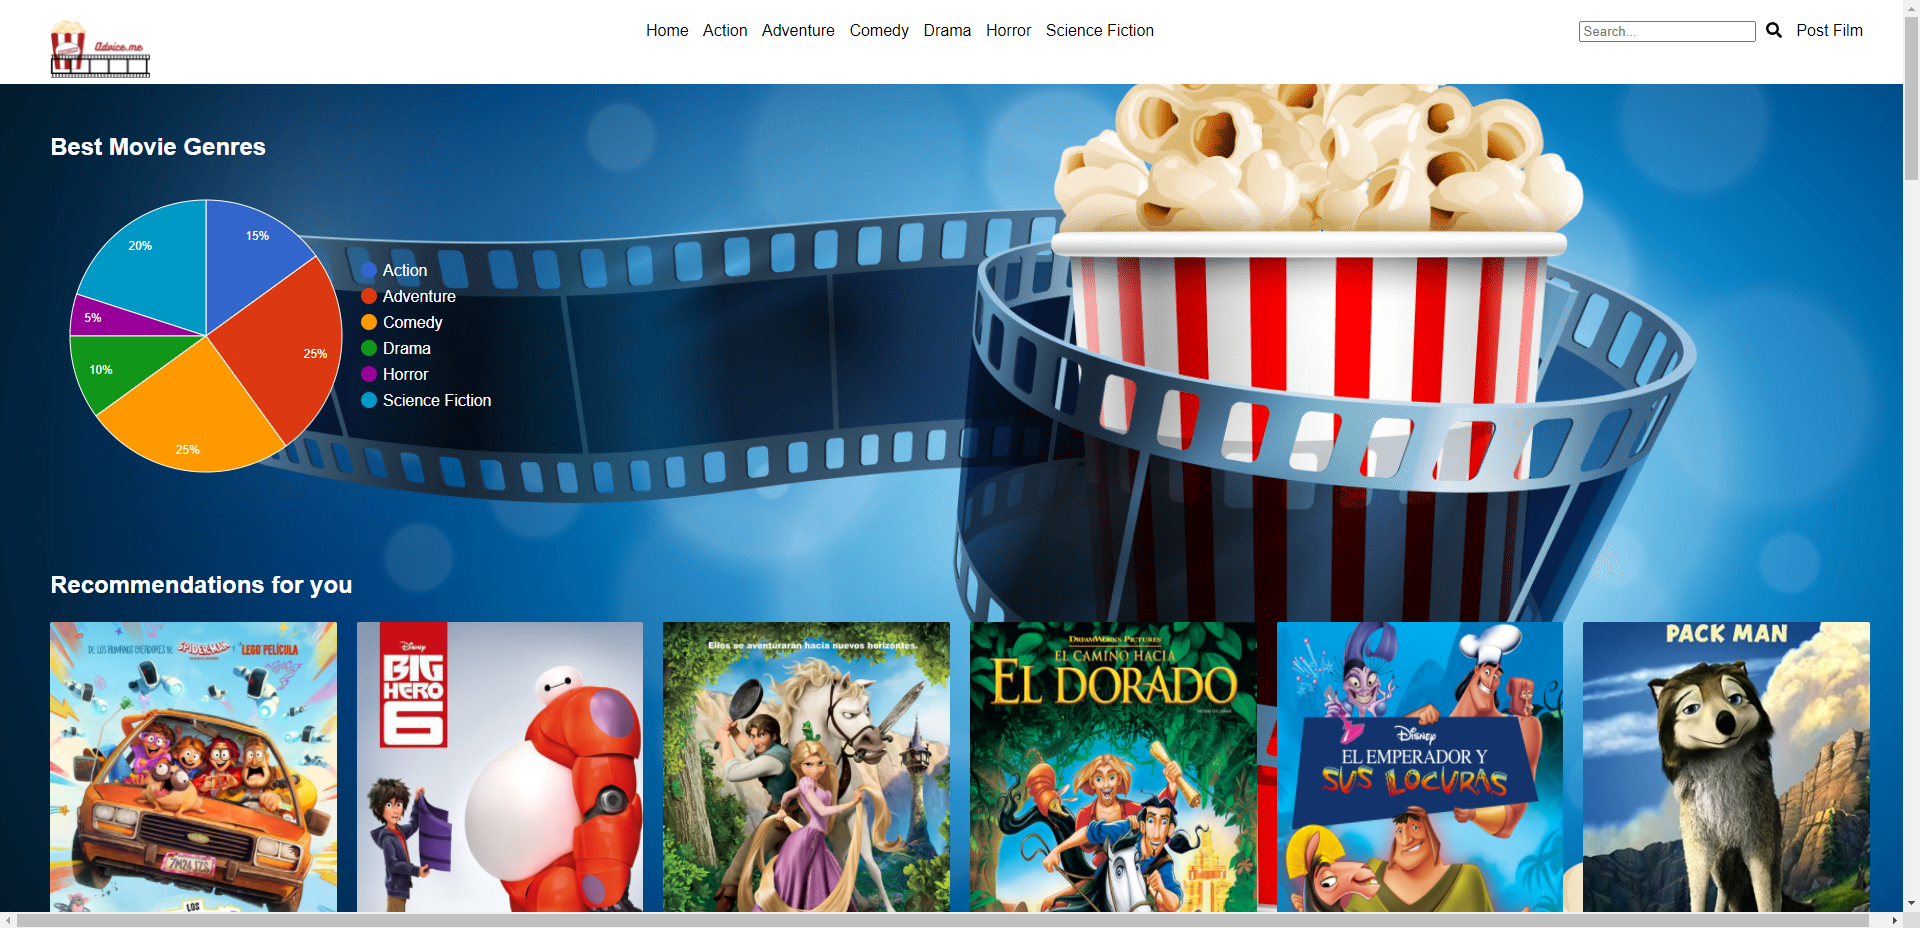 Advice.me
Home Action Adventure Comedy Drama Horror Science Fiction
Search...
Post Film
Best Movie Genres
15%
25%
25%
10%
5%
20%
Action
Adventure
Comedy
Drama
Horror
Science Fiction
Recommendations for you
DE LOS HUMANOS CREADORES DE SPIDER-MAN Y "LA LEGO PELÍCULA
LOS
Disney
BIG
HERO
6
Ellos se aventurarán hacia nuevos horizontes.
DREAMWORKS PICTURES
EL CAMINO HACIA
EL DORADO
Disney
EL EMPERADOR Y
SUS LOCURAS
PACK MAN